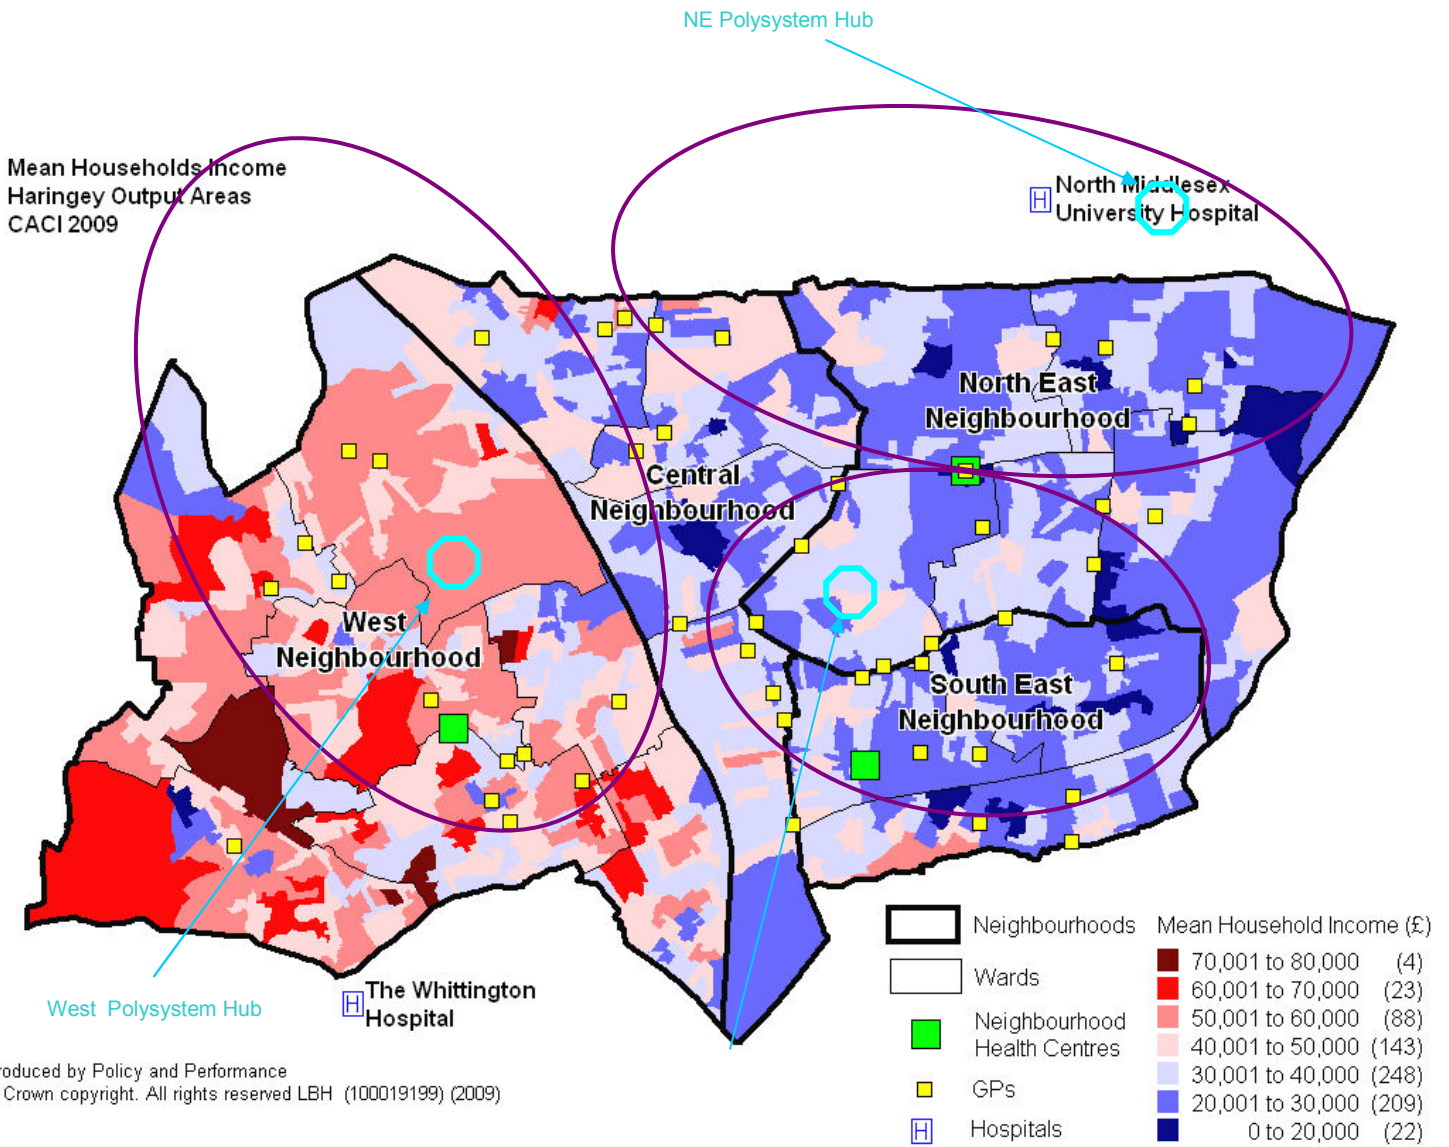 NE Polysystem Hub
Mean Households Income
Haringey Output Areas
CACI 2009
North Middlesex
University Hospital
H
North East
Neighbourhood
Central
Neighbourhood
West
Neighbourhood
South East
Neighbourhood
West Polysystem Hub
H
The Whittington
Hospital
roduced by Policy and Performance
Crown copyright. All rights reserved LBH (100019199) (2009)
Neighbourhoods
Wards
Neighbourhood
Health Centres
GPs
H
Hospitals
Mean Household Income (£)
70,001 to 80,000 (4)
60,001 to 70,000 (23)
50,001 to 60,000 (88)
40,001 to 50,000 (143)
30,001 to 40,000 (248)
20,001 to 30,000 (209)
0 to 20,000 (22)